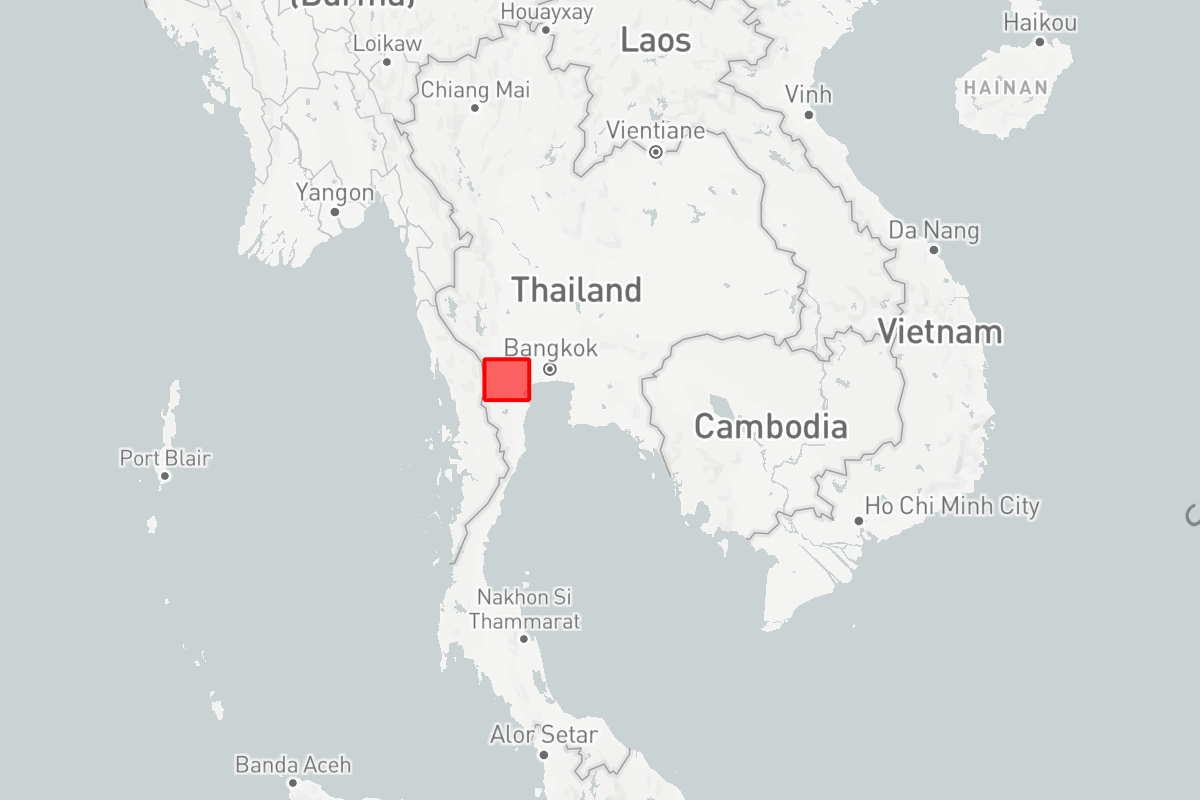 (Burma)
Houayxay
Haikou
Loikaw
Laos
HAINAN
Chiang Mai
Vinh
Vientiane
Yangon
Da Nang
Thailand
Vietnam
Bangkok
Cambodia
Port Blair
Ho Chi Minh City
Nakhon Si
Thammarat
Alor Setar
Banda Aceh